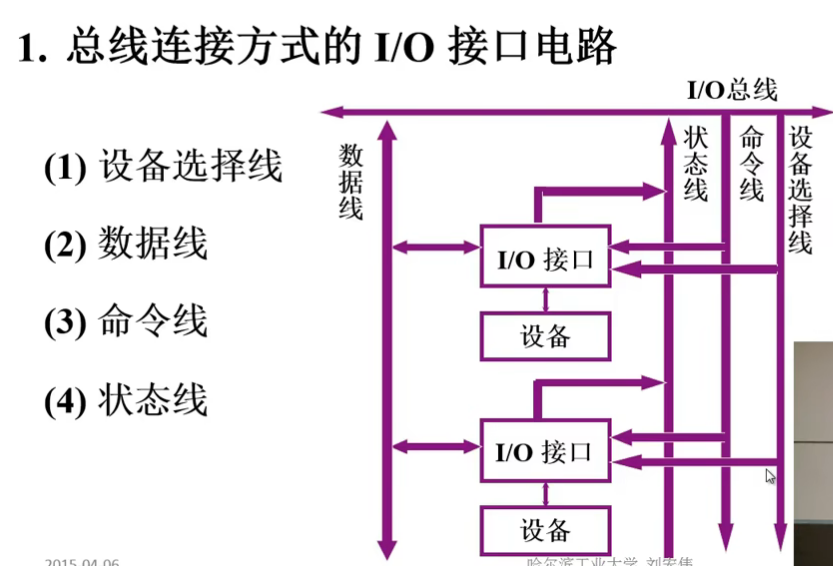 1. 总线连接方式的 I/O 接口电路
I/O总线
(1) 设备选择线
(2) 数据线
(3) 命令线
(4) 状态线
数据线
状态线
命令线
设备选择线
I/O 接口
设备
I/O 接口
设备
2015.04.06
哈尔滨工业大学 刘宏伟